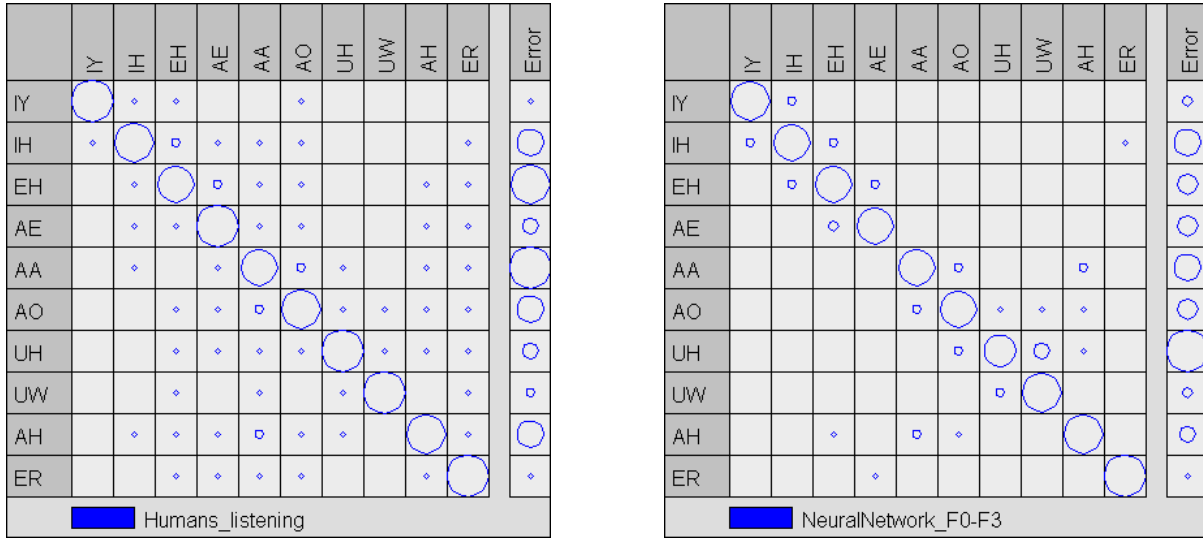 IY IH EH AE AA AO UH UW AH ER Error
IY
IH
EH
AE
AA
AO
UH
UW
AH
ER
Humans_listening
IY IH EH AE AA AO UH UW AH ER Error
IY
IH
EH
AE
AA
AO
UH
UW
AH
ER
NeuralNetwork_F0-F3